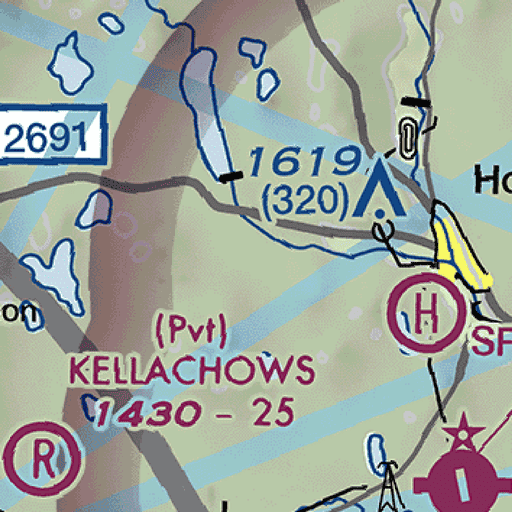 2691
1619
(320)
Ho
H
on
(Pvt)
SF
KELLACHOWS
1430 - 25
R